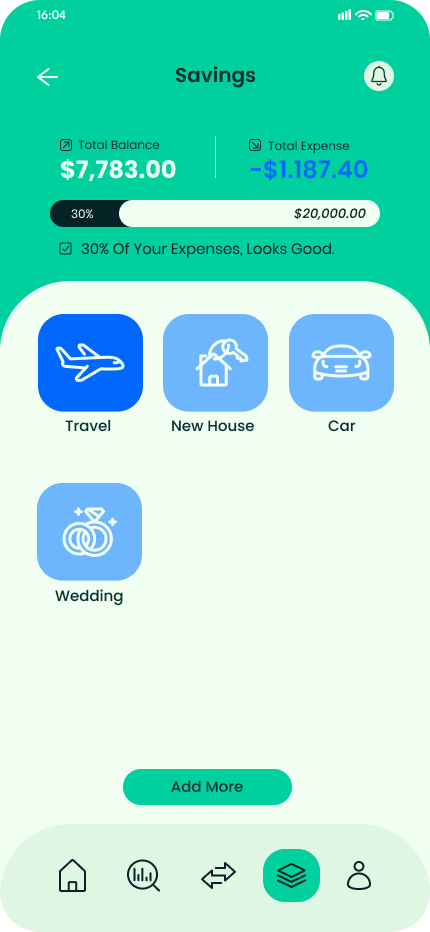 16:04
Savings
Total Balance
$7,783.00
Total Expense
-$1.187.40
30%
$20,000.00
30% Of Your Expenses, Looks Good.
Travel
New House
Car
Wedding
Add More